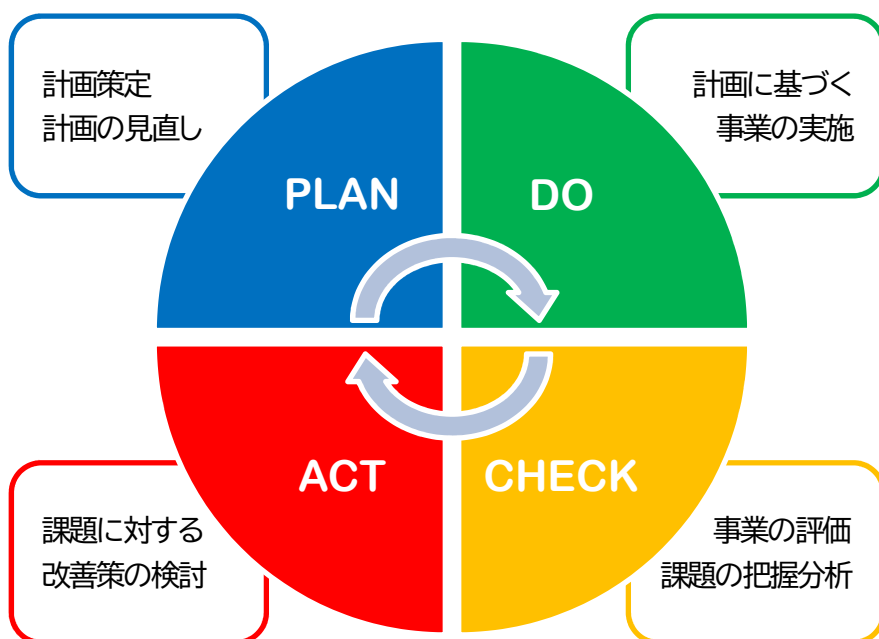 計画策定
計画の見直し
計画に基づく
事業の実施
PLAN
DO
ACT
CHECK
課題に対する
改善策の検討
事業の評価
課題の把握分析